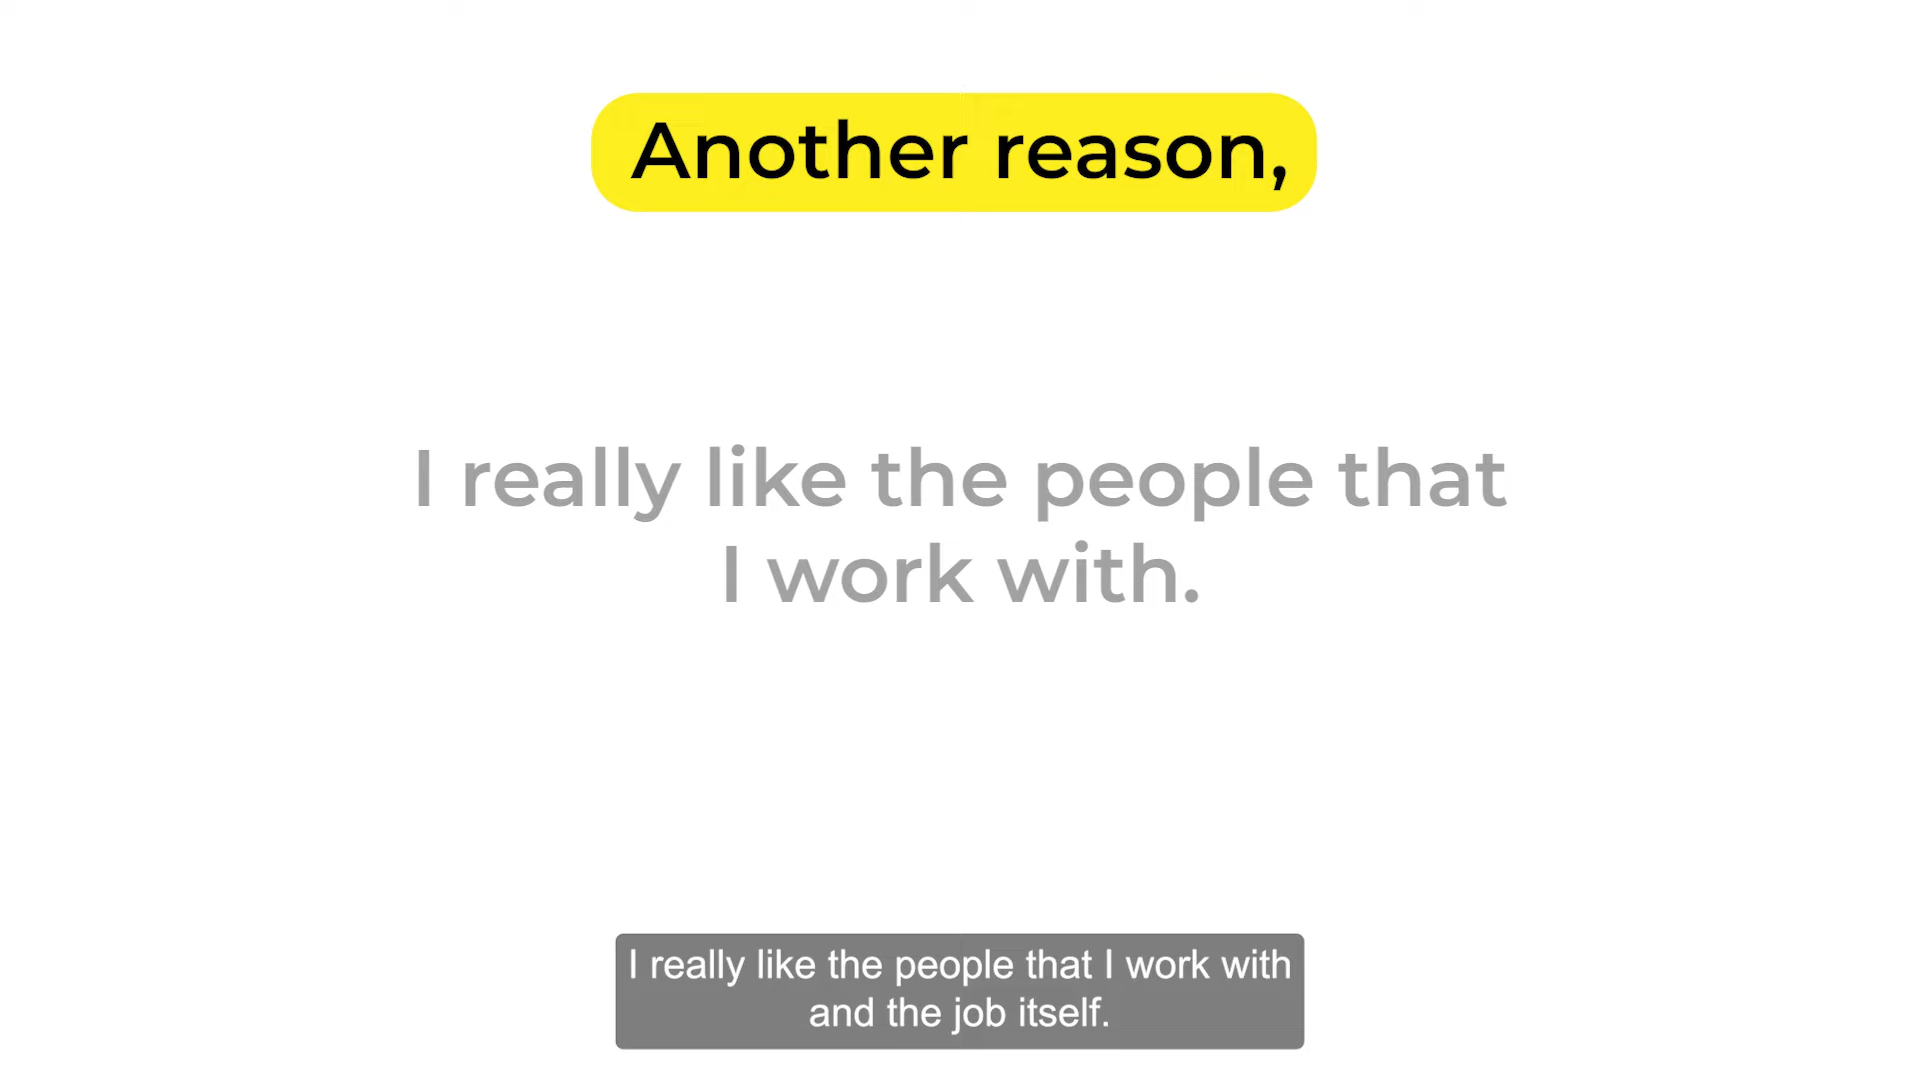 Another reason,
I really like the people that
I work with.
I really like the people that I work with
and the job itself.